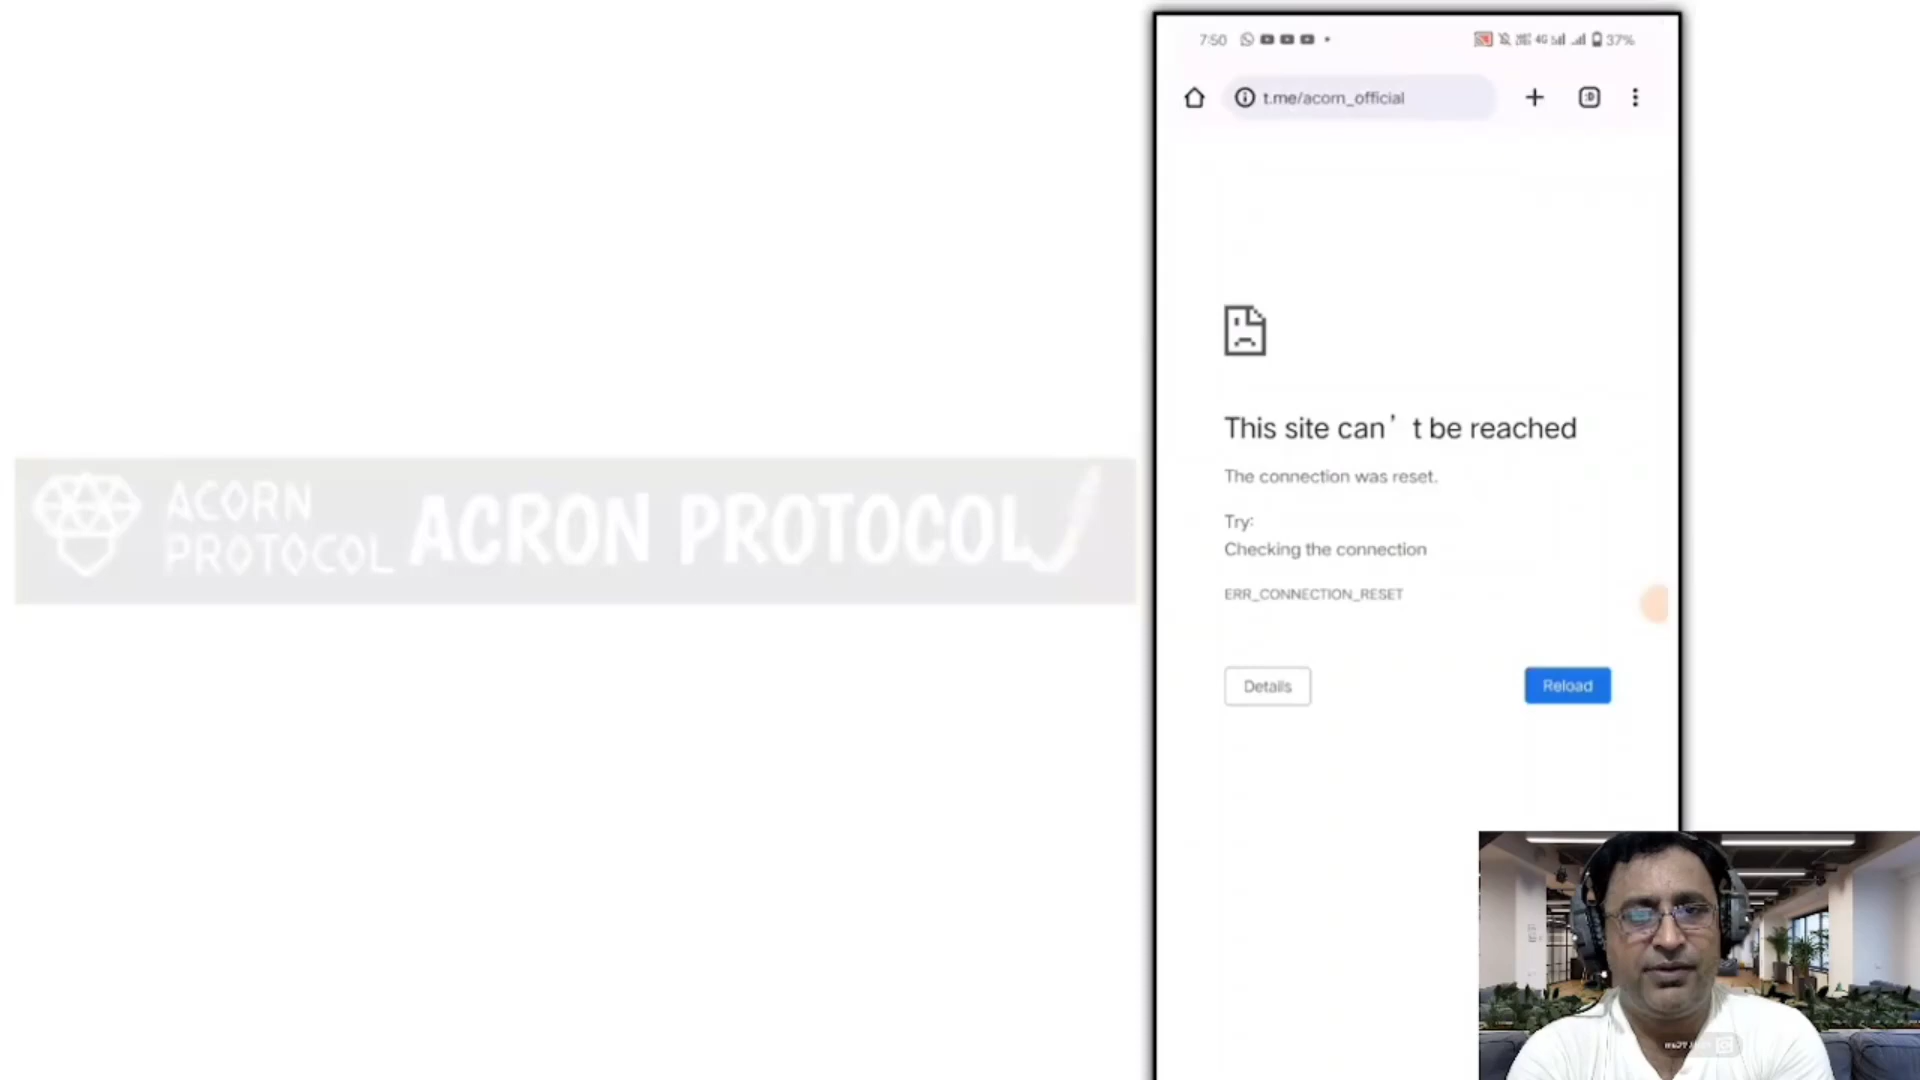 7:50
4G
37%
t.me/acorn_official
:D
This site can’t be reached
The connection was reset.
Try:
Checking the connection
ERR_CONNECTION_RESET
Details
Reload
ACORN
PROTOCOL
ACRON PROTOCOL